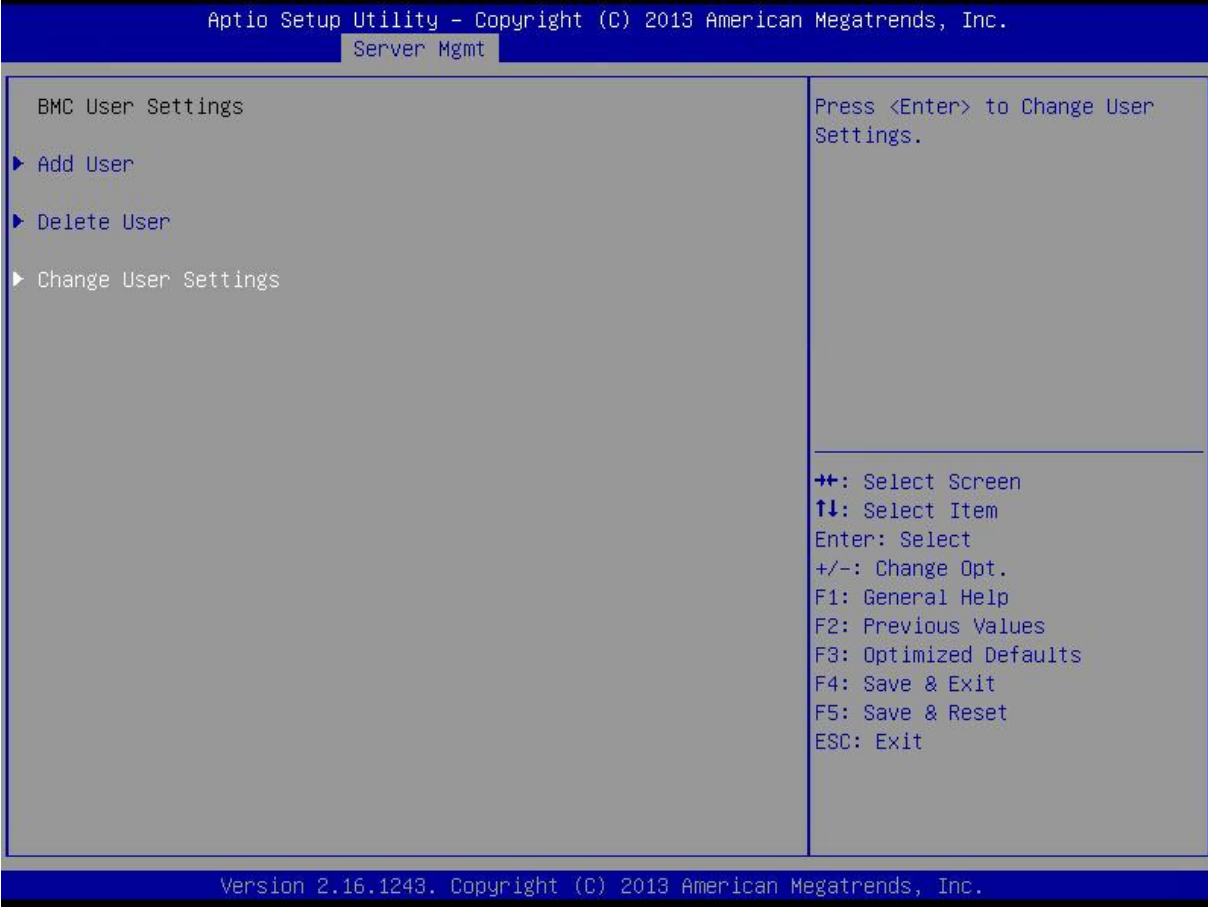 Aptio Setup Utility – Copyright (C) 2013 American Megatrends, Inc.
Server Mgmt
BMC User Settings
▶ Add User
▶ Delete User
▶ Change User Settings
Press <Enter> to Change User
Settings.
→←: Select Screen
↑↓: Select Item
Enter: Select
+/-: Change Opt.
F1: General Help
F2: Previous Values
F3: Optimized Defaults
F4: Save & Exit
F5: Save & Reset
ESC: Exit
Version 2.16.1243. Copyright (C) 2013 American Megatrends, Inc.